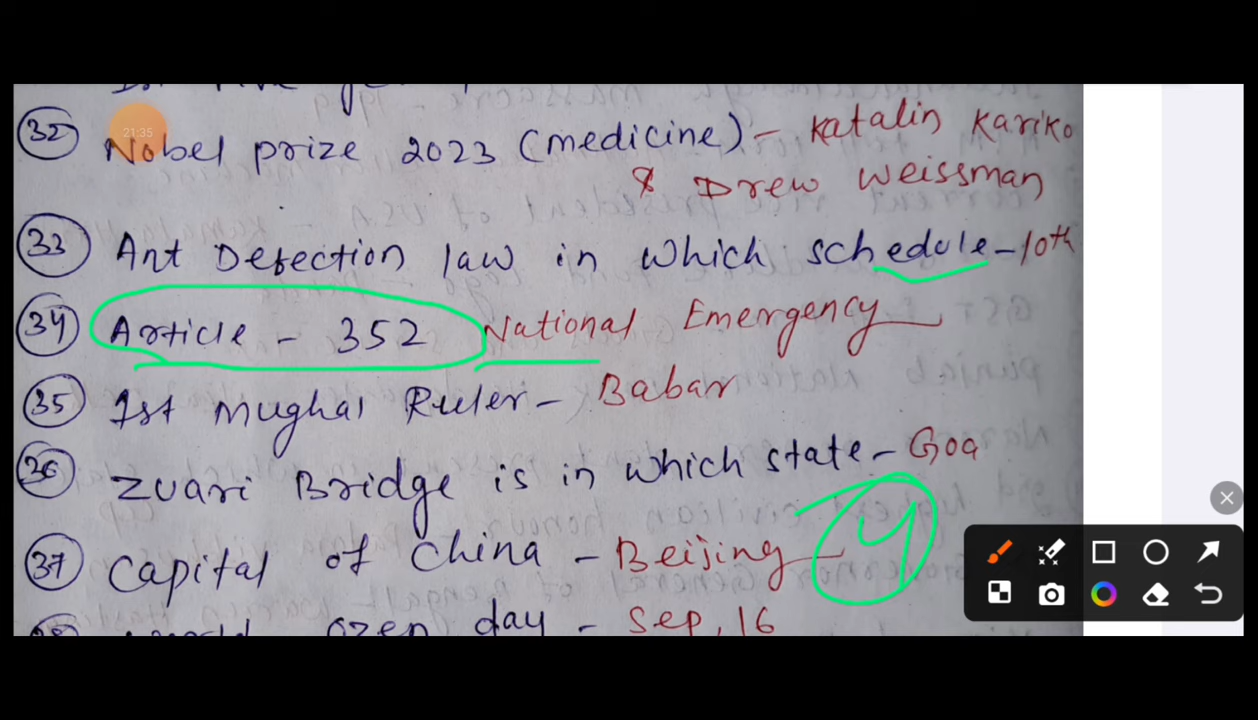 21:35
32 Nobel prize 2023 (medicine) - Katalin Kariko
& Drew Weissman
33 Ant Defection law in which schedule - 10th
34 Article - 352 National Emergency
35 1st Mughal Ruler - Babar
36 Zuari Bridge is in which state - Goa
37 Capital of China - Beijing
day - Sep, 16